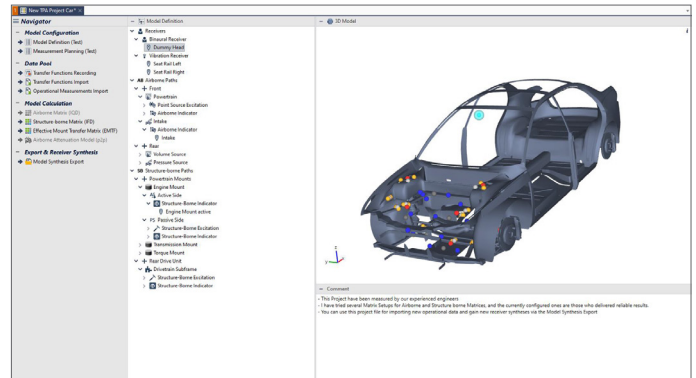 New TPA Project Car* ×
Navigator
Model Configuration
Model Definition (Test)
Measurement Planning (Test)
Data Pool
Transfer Functions Recording
Transfer Functions Import
Operational Measurements Import
Model Calculation
Airborne Matrix (IQD)
Structure-borne Matrix (IFD)
Effective Mount Transfer Matrix (EMTF)
Airborne Attenuation Model (p2p)
Export & Receiver Synthesis
Model Synthesis Export
Model Definition
Receivers
Binaural Receiver
Dummy Head
Vibration Receiver
Seat Rail Left
Seat Rail Right
AB Airborne Paths
Front
Powertrain
Point Source Excitation
Airborne Indicator
Intake
Airborne Indicator
Intake
Rear
Volume Source
Pressure Source
SB Structure-borne Paths
Powertrain Mounts
Engine Mount
AS Active Side
Structure-Borne Indicator
Engine Mount active
PS Passive Side
Structure-Borne Excitation
Structure-Borne Indicator
Transmission Mount
Torque Mount
Rear Drive Unit
Drivetrain Subframe
Structure-Borne Excitation
Structure-Borne Indicator
3D Model
i
z
y
Comment
- This Project have been measured by our experienced engineers
- I have tried several Matrix Setups for Airborne and Structure-borne Matrices, and the currently configured ones are those who delivered reliable results.
- You can use this project file for importing new operational data and gain new receiver syntheses via the Model Synthesis Export